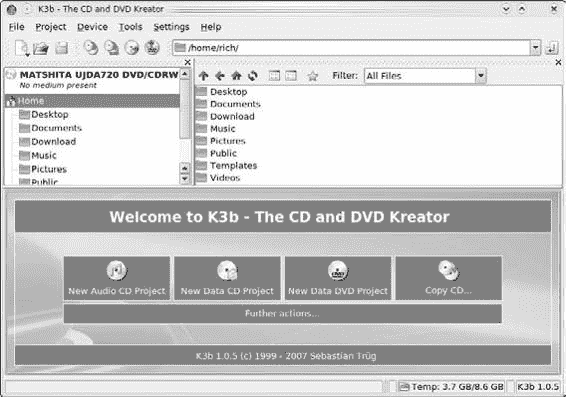 K3b - The CD and DVD Kreator
File Project Device Tools Settings Help
/home/rich/
MATSHITA UJDA720 DVD/CDRW
No medium present
Home
Desktop
Documents
Download
Music
Pictures
Public
Filter: All Files
Desktop
Documents
Download
Music
Pictures
Public
Templates
Videos
Welcome to K3b - The CD and DVD Kreator
New Audio CD Project
New Data CD Project
New Data DVD Project
Copy CD...
Further actions...
K3b 1.0.5 (c) 1999 - 2007 Sebastian Trüg
Temp: 3.7 GB/8.6 GB
K3b 1.0.5